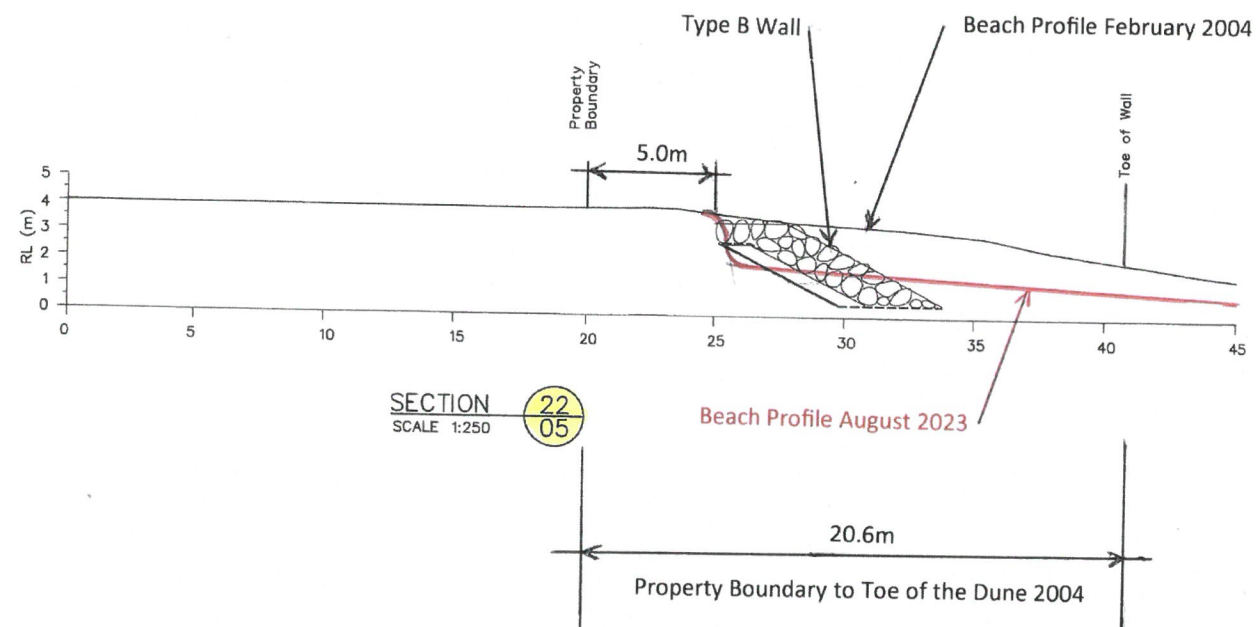 Type B Wall
Beach Profile February 2004
Property
Boundary
Toe of Wall
5.0m
RL (m)
5
4
3
2
1
0
0
5
10
15
20
25
30
35
40
45
SECTION
SCALE 1:250
22
05
Beach Profile August 2023
20.6m
Property Boundary to Toe of the Dune 2004